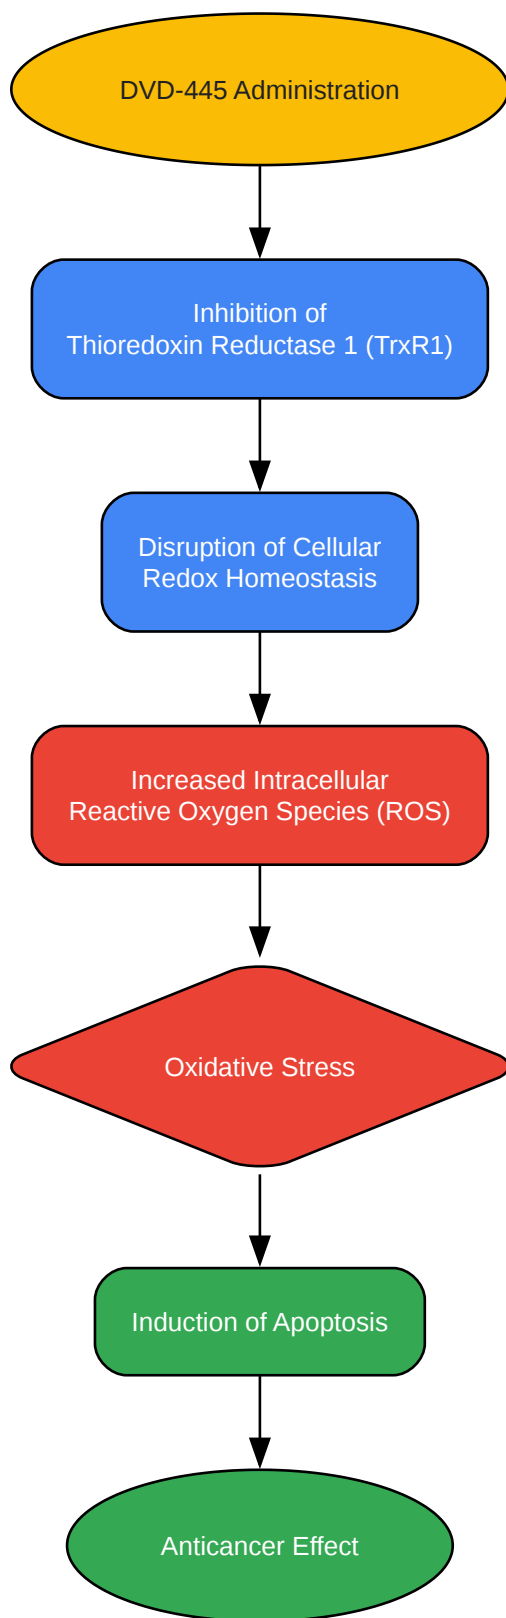 DVD-445 Administration
Inhibition of
Thioredoxin Reductase 1 (TrxR1)
Disruption of Cellular
Redox Homeostasis
Increased Intracellular
Reactive Oxygen Species (ROS)
Oxidative Stress
Induction of Apoptosis
Anticancer Effect